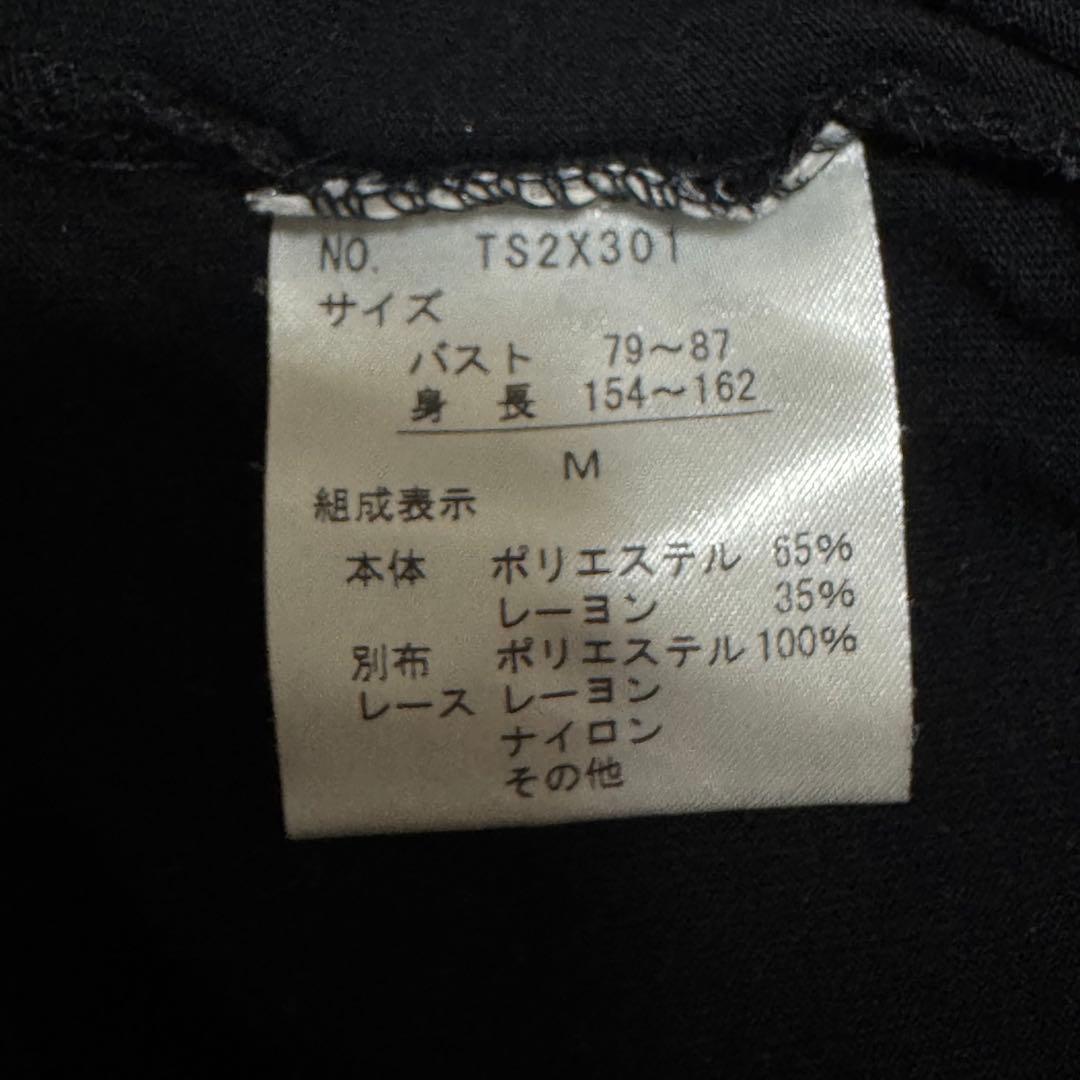 NO. TS2X301
サイズ
バスト 79～87
身長 154～162
M
組成表示
本体 ポリエステル 65%
レーヨン 35%
別布 ポリエステル 100%
レース レーヨン
ナイロン
その他